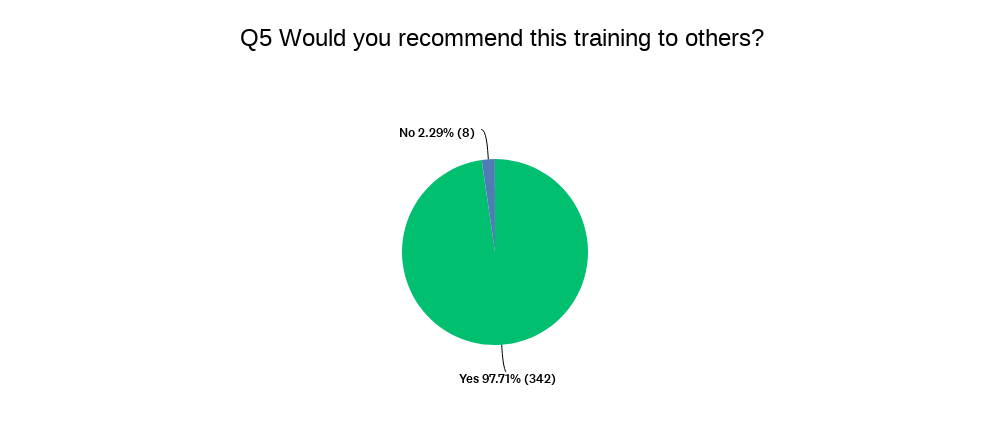 Q5 Would you recommend this training to others?
No 2.29% (8)
Yes 97.71% (342)